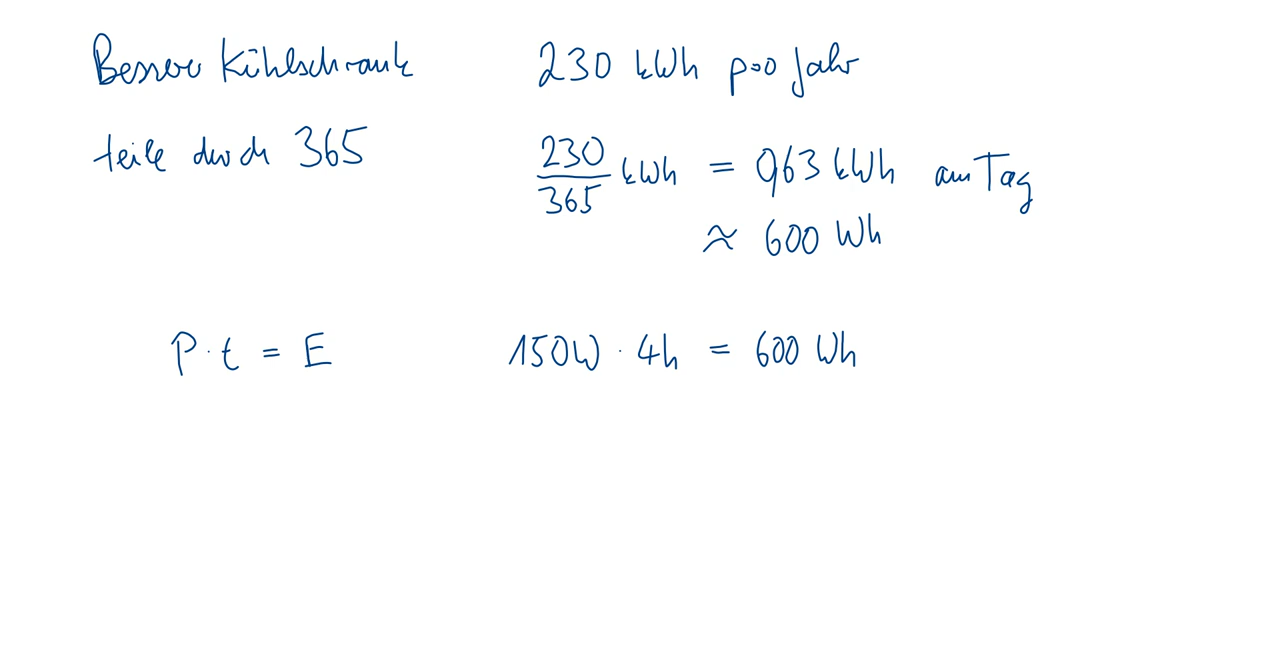 Besserer Kühlschrank 230 kWh pro Jahr
teile durch 365 230/365 kWh = 0,63 kWh am Tag
≈ 600 Wh
P · t = E 150W · 4h = 600 Wh